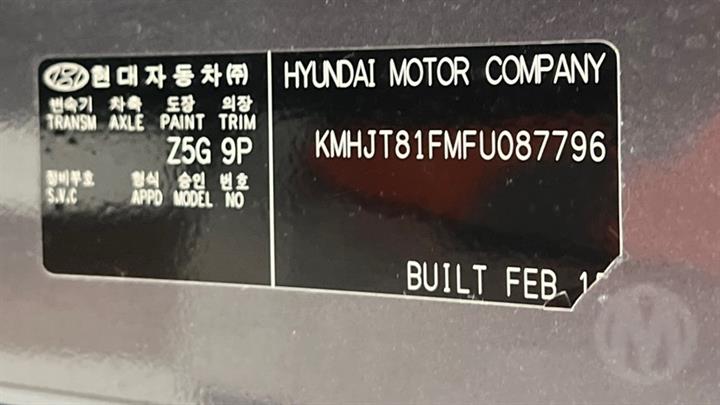 현대자동차(주)
변속기 차축 도장 의장
TRANSM AXLE PAINT TRIM
Z5G 9P
정비부호 형식 승인 번호
S.V.C APPD MODEL NO
HYUNDAI MOTOR COMPANY
KMHJT81FMFU087796
BUILT FEB